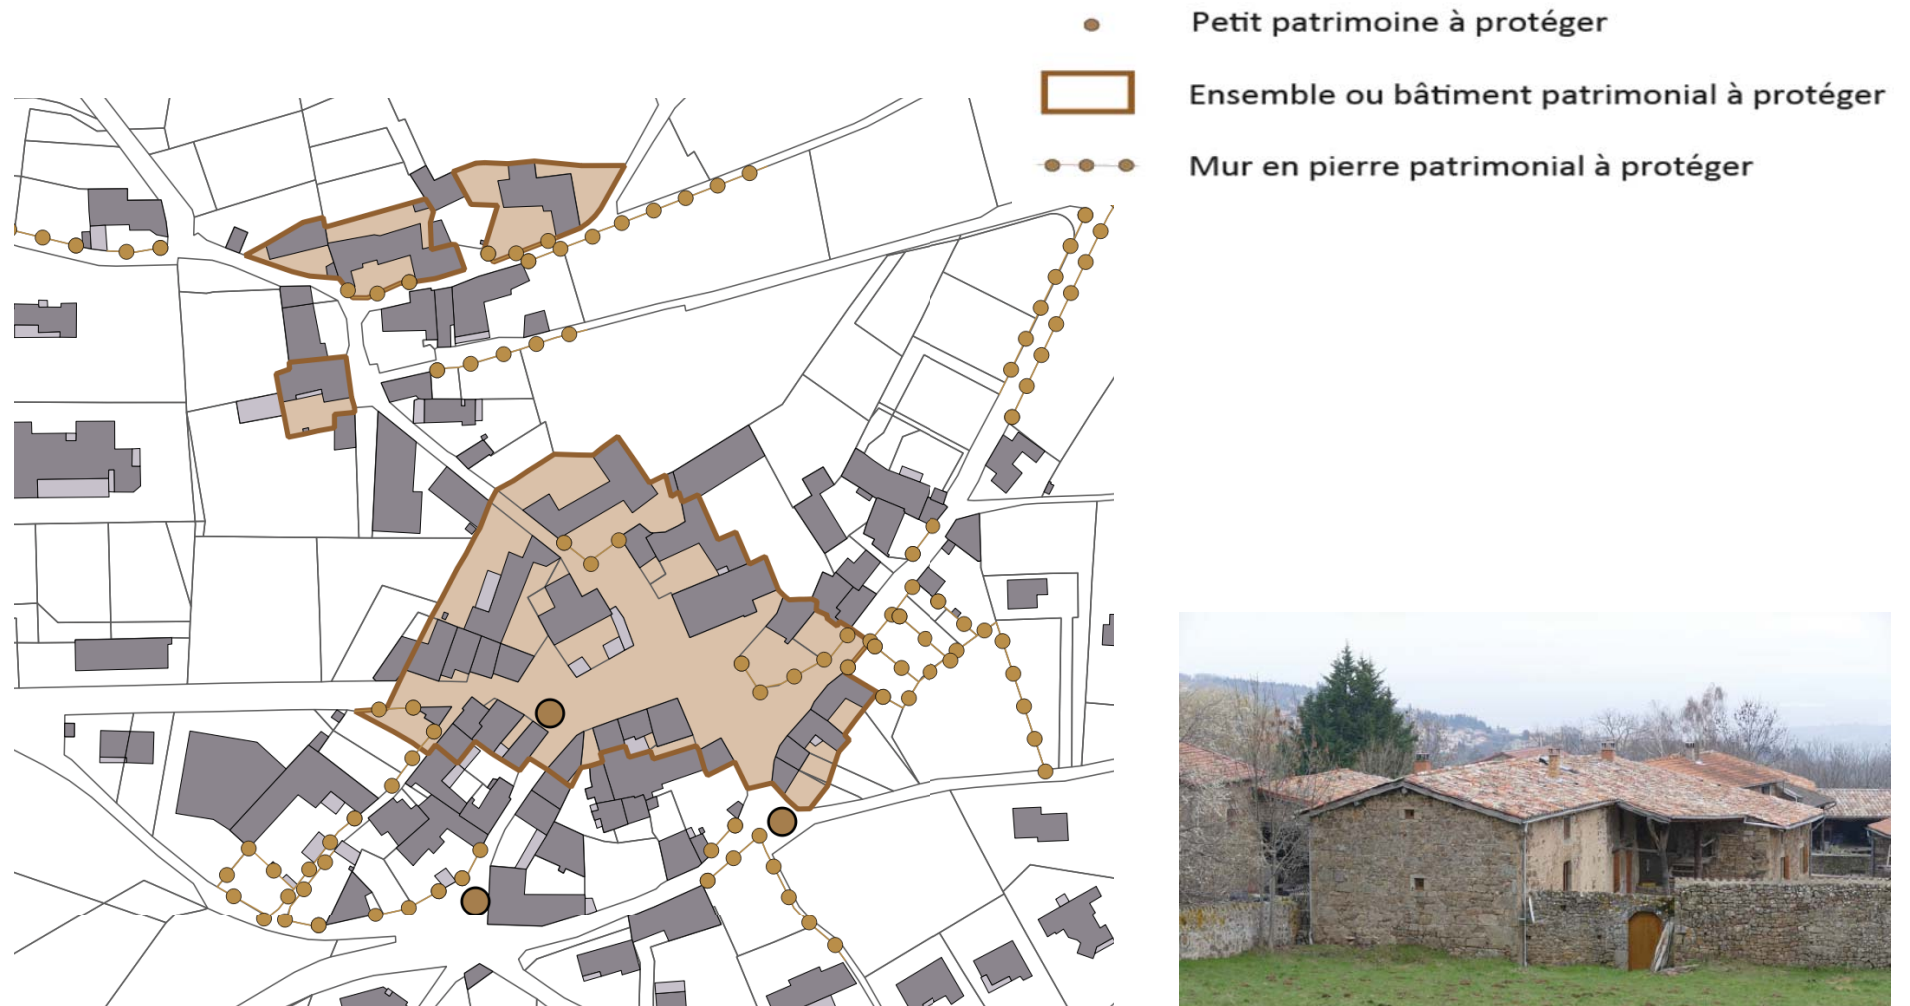 Petit patrimoine à protéger
Ensemble ou bâtiment patrimonial à protéger
Mur en pierre patrimonial à protéger